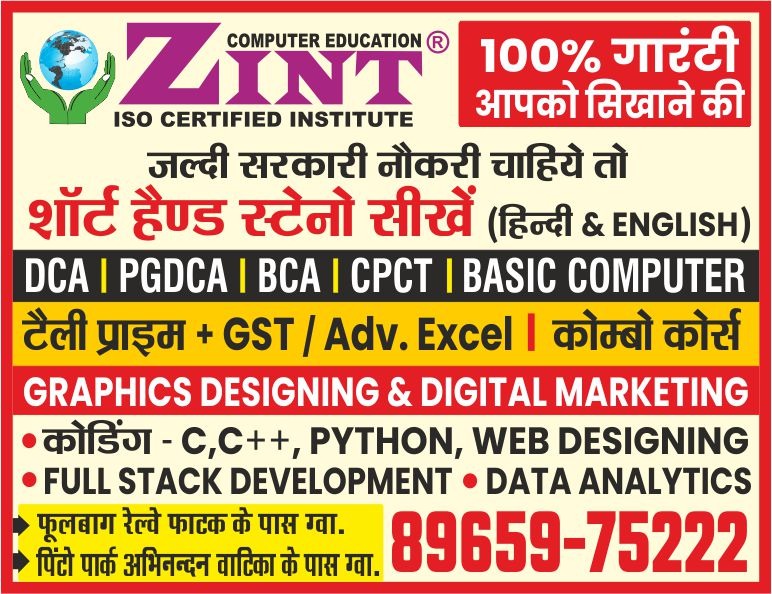 COMPUTER EDUCATION ®
ZINT
ISO CERTIFIED INSTITUTE
100% गारंटी
आपको सिखाने की
जल्दी सरकारी नौकरी चाहिये तो
शॉर्ट हैण्ड स्टेनो सीखें (हिन्दी & ENGLISH)
DCA | PGDCA | BCA | CPCT | BASIC COMPUTER
टैली प्राइम + GST / Adv. Excel | कोम्बो कोर्स
GRAPHICS DESIGNING & DIGITAL MARKETING
• कोडिंग - C,C++, PYTHON, WEB DESIGNING
• FULL STACK DEVELOPMENT • DATA ANALYTICS
फूलबाग रेल्वे फाटक के पास ग्वा.
पिंटो पार्क अभिनन्दन वाटिका के पास ग्वा.
89659-75222